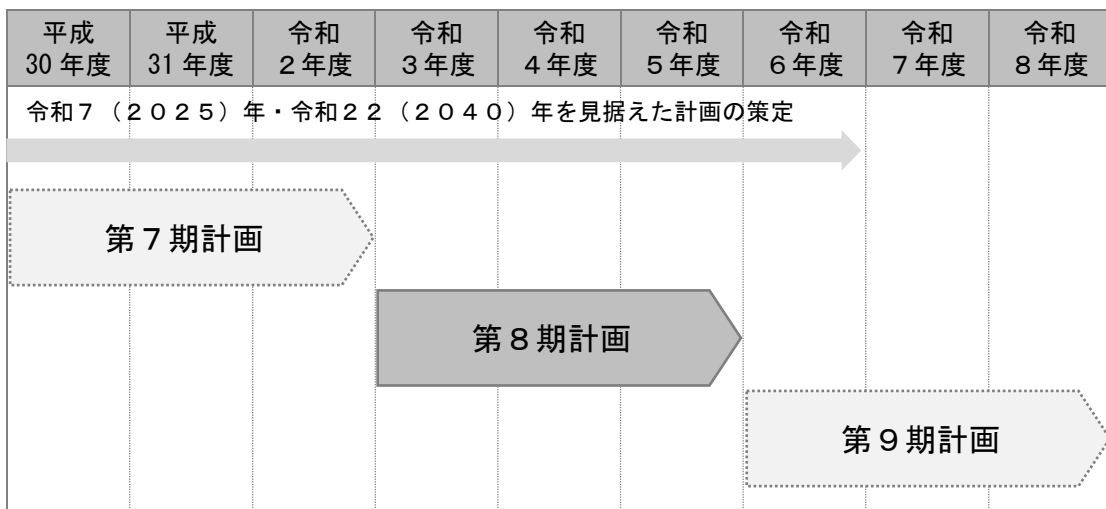 平成 平成 令和 令和 令和 令和 令和 令和 令和
30年度 31年度 2年度 3年度 4年度 5年度 6年度 7年度 8年度
令和7（2025）年・令和22（2040）年を見据えた計画の策定
第7期計画
第8期計画
第9期計画